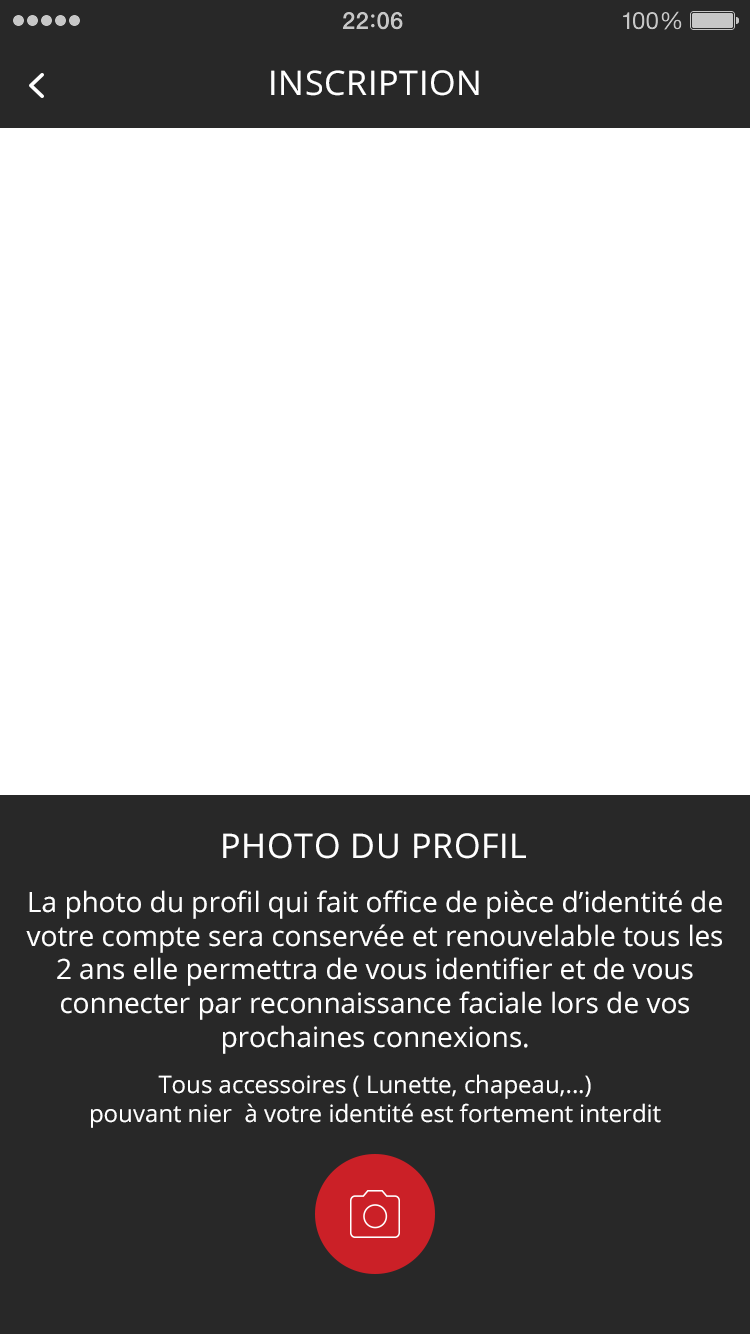 22:06
100%
INSCRIPTION
PHOTO DU PROFIL
La photo du profil qui fait office de pièce d’identité de
votre compte sera conservée et renouvelable tous les
2 ans elle permettra de vous identifier et de vous
connecter par reconnaissance faciale lors de vos
prochaines connexions.
Tous accessoires ( Lunette, chapeau,...)
pouvant nier  à votre identité est fortement interdit